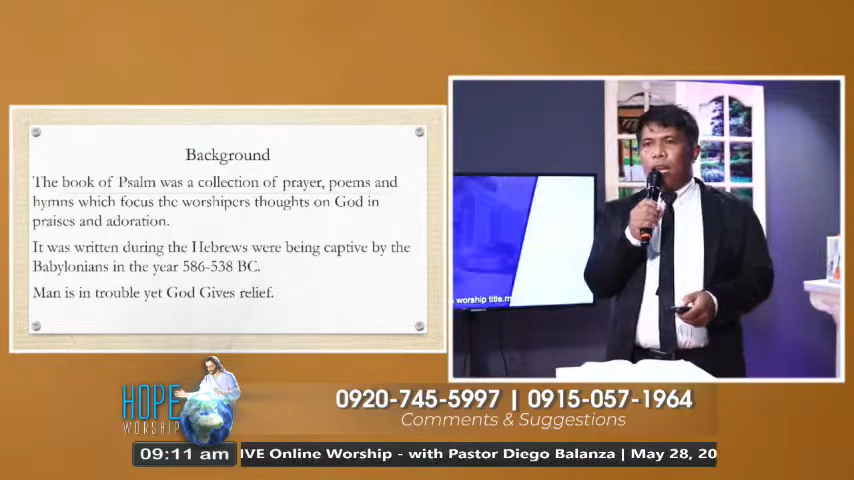 Background
The book of Psalm was a collection of prayer, poems and
hymns which focus the worshipers thoughts on God in
praises and adoration.
It was written during the Hebrews were being captive by the
Babylonians in the year 586-538 BC.
Man is in trouble yet God Gives relief.
worship title.m
HOPE
WORSHIP
0920-745-5997 | 0915-057-1964
Comments & Suggestions
09:11 am
IVE Online Worship - with Pastor Diego Balanza | May 28, 20